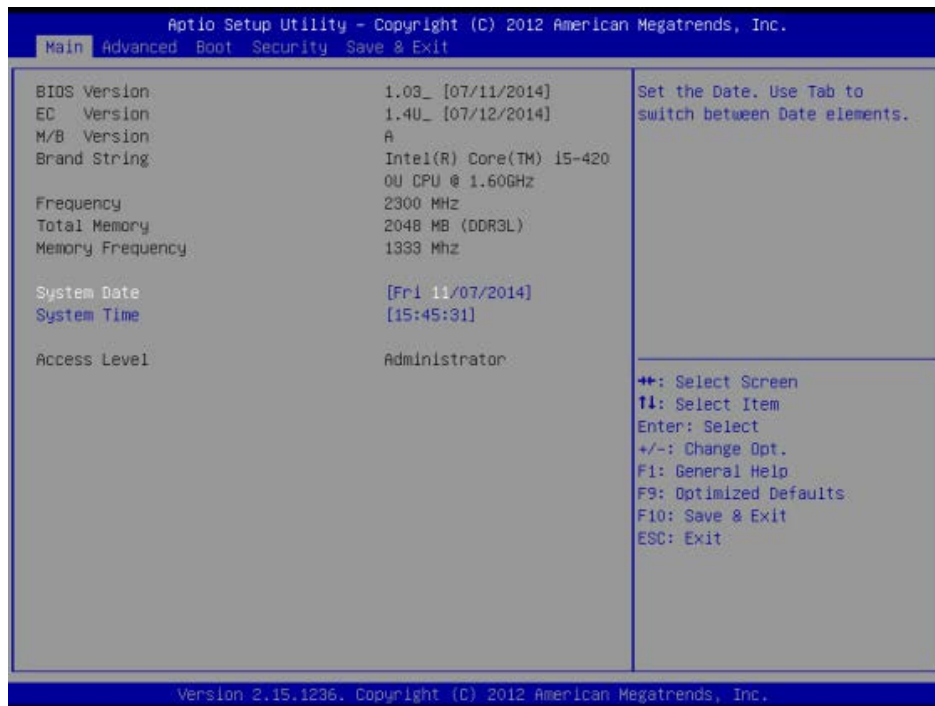 Aptio Setup Utility – Copyright (C) 2012 American Megatrends, Inc.
Main Advanced Boot Security Save & Exit
BIOS Version 1.03_ [07/11/2014]
EC Version 1.4U_ [07/12/2014]
M/B Version A
Brand String Intel(R) Core(TM) i5-420
0U CPU @ 1.60GHz
Frequency 2300 MHz
Total Memory 2048 MB (DDR3L)
Memory Frequency 1333 Mhz
System Date [Fri 11/07/2014]
System Time [15:45:31]
Access Level Administrator
Set the Date. Use Tab to
switch between Date elements.
→←: Select Screen
↑↓: Select Item
Enter: Select
+/-: Change Opt.
F1: General Help
F9: Optimized Defaults
F10: Save & Exit
ESC: Exit
Version 2.15.1236. Copyright (C) 2012 American Megatrends, Inc.